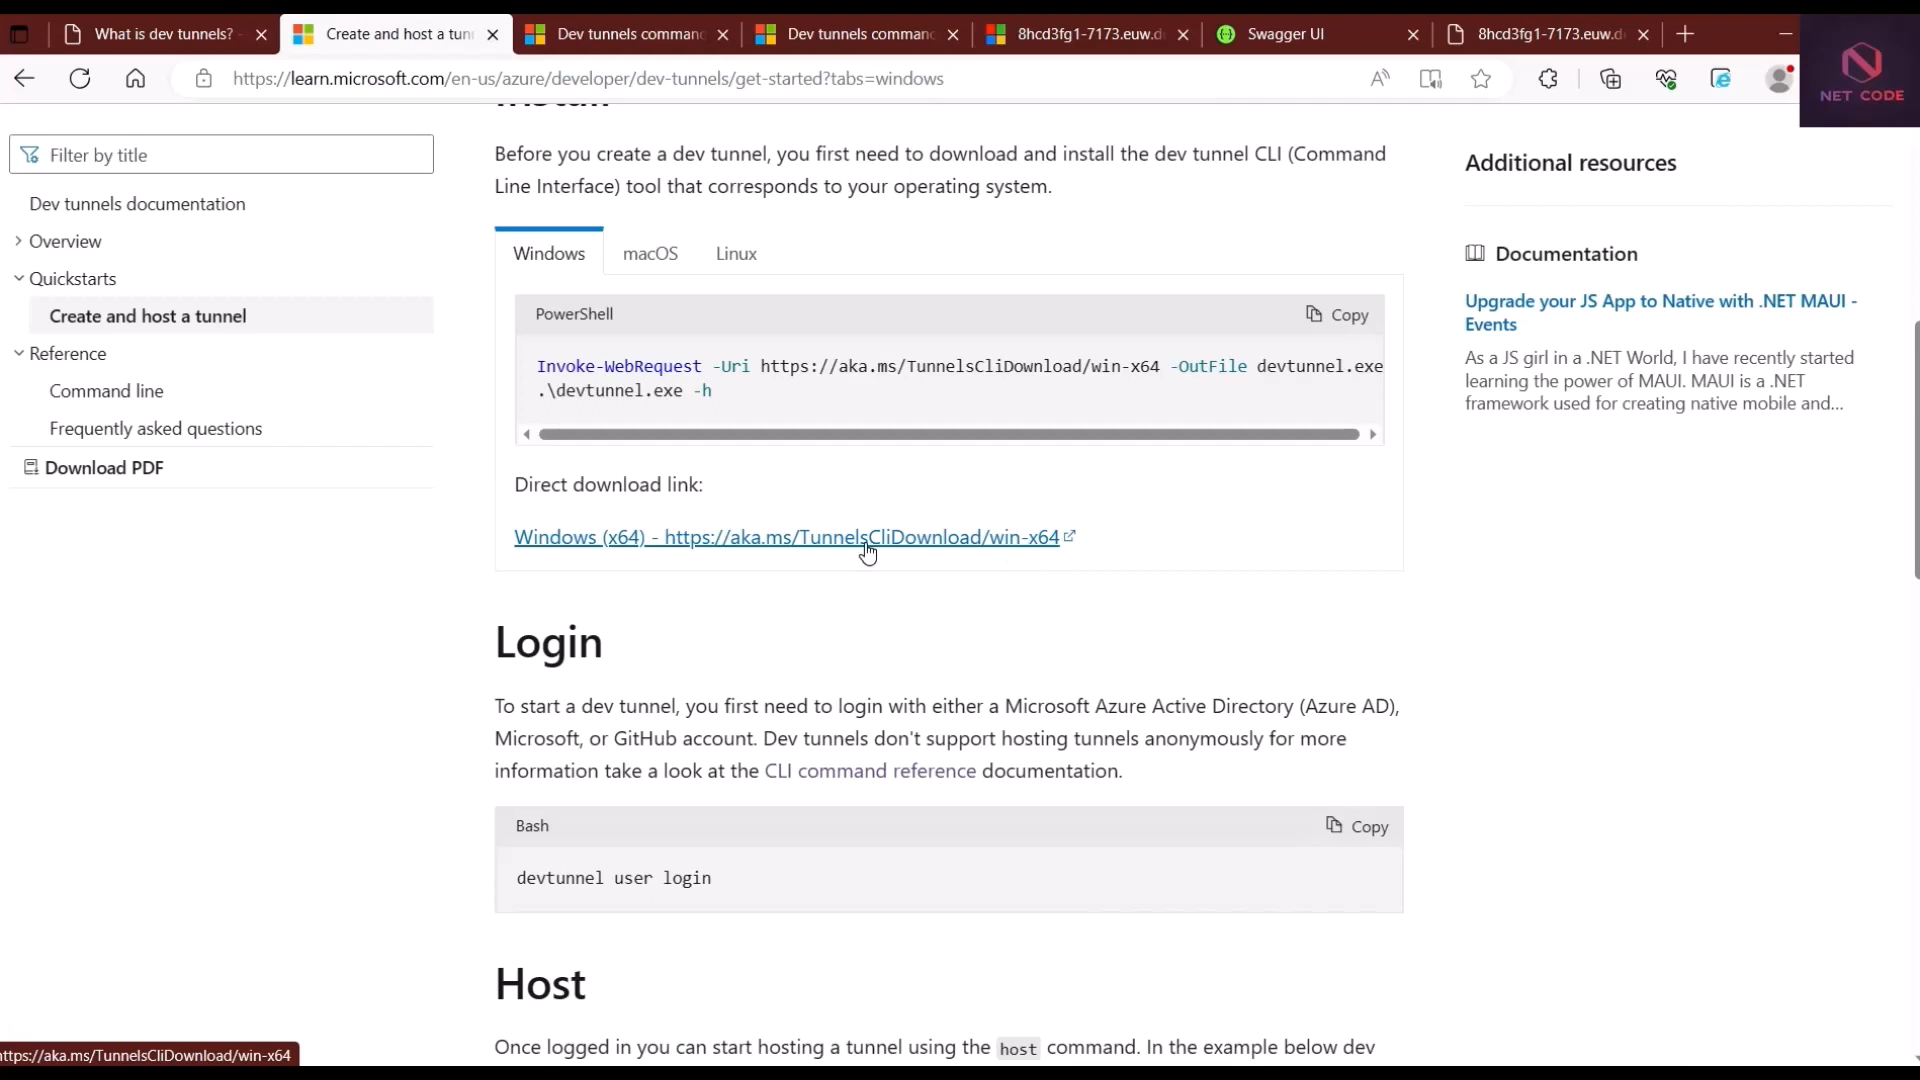 What is dev tunnels? -
Create and host a tun
Dev tunnels comman
Dev tunnels comman
8hcd3fg1-7173.euw.d
Swagger UI
8hcd3fg1-7173.euw.d
https://learn.microsoft.com/en-us/azure/developer/dev-tunnels/get-started?tabs=windows
NET CODE
Filter by title
Dev tunnels documentation
Overview
Quickstarts
Create and host a tunnel
Reference
Command line
Frequently asked questions
Download PDF
Before you create a dev tunnel, you first need to download and install the dev tunnel CLI (Command
Line Interface) tool that corresponds to your operating system.
Windows macOS Linux
PowerShell Copy
Invoke-WebRequest -Uri https://aka.ms/TunnelsCliDownload/win-x64 -OutFile devtunnel.exe
.\devtunnel.exe -h
Direct download link:
Windows (x64) - https://aka.ms/TunnelsCliDownload/win-x64
Login
To start a dev tunnel, you first need to login with either a Microsoft Azure Active Directory (Azure AD),
Microsoft, or GitHub account. Dev tunnels don't support hosting tunnels anonymously for more
information take a look at the CLI command reference documentation.
Bash Copy
devtunnel user login
Host
Once logged in you can start hosting a tunnel using the host command. In the example below dev
Additional resources
Documentation
Upgrade your JS App to Native with .NET MAUI -
Events
As a JS girl in a .NET World, I have recently started
learning the power of MAUI. MAUI is a .NET
framework used for creating native mobile and...
https://aka.ms/TunnelsCliDownload/win-x64